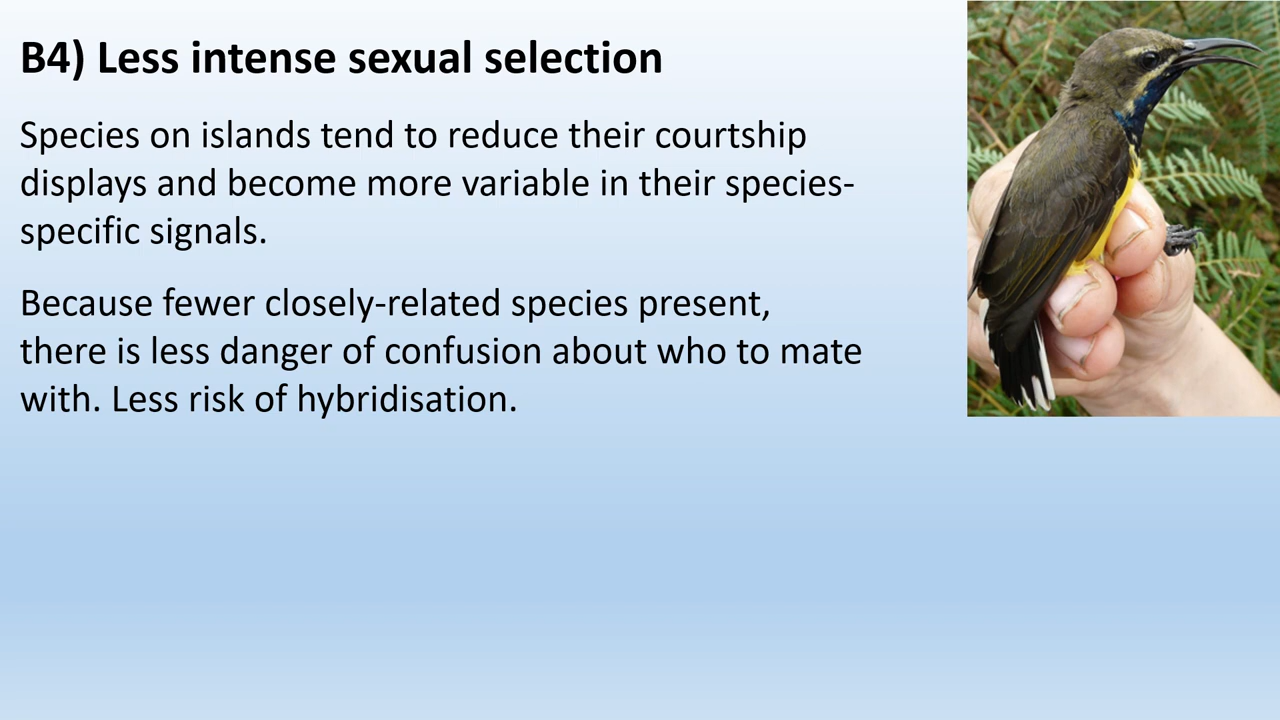 B4) Less intense sexual selection
Species on islands tend to reduce their courtship
displays and become more variable in their species-
specific signals.
Because fewer closely-related species present,
there is less danger of confusion about who to mate
with. Less risk of hybridisation.